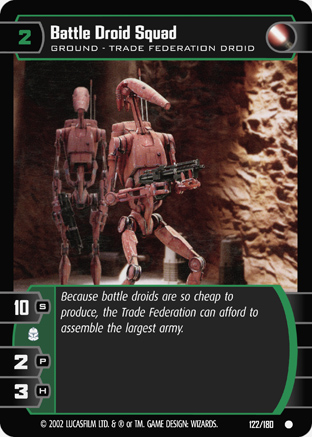 2 Battle Droid Squad
GROUND - TRADE FEDERATION DROID
10 S
Because battle droids are so cheap to
produce, the Trade Federation can afford to
assemble the largest army.
2 P
3 H
© 2002 LUCASFILM LTD. & ® or TM. GAME DESIGN: WIZARDS. 122/180